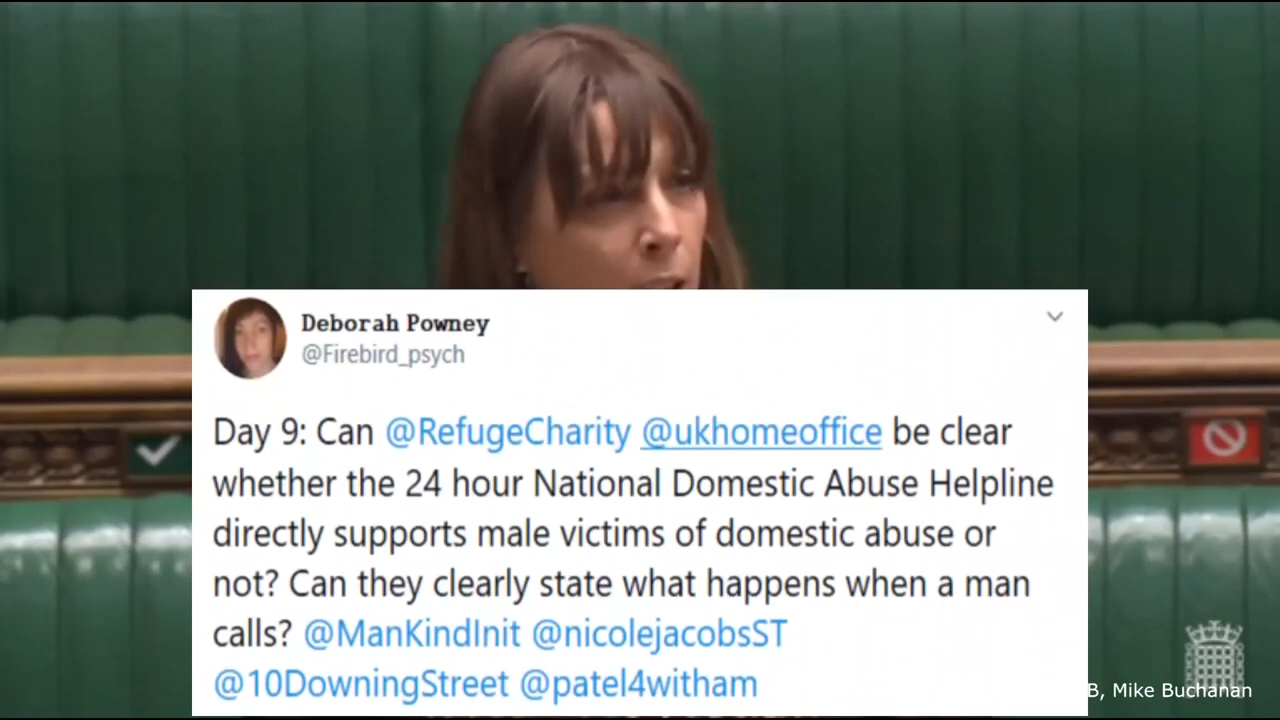 Deborah Powney
@Firebird_psych
Day 9: Can @RefugeCharity @ukhomeoffice be clear
whether the 24 hour National Domestic Abuse Helpline
directly supports male victims of domestic abuse or
not? Can they clearly state what happens when a man
calls? @ManKindInit @nicolejacobsST
@10DowningStreet @patel4witham
B, Mike Buchanan